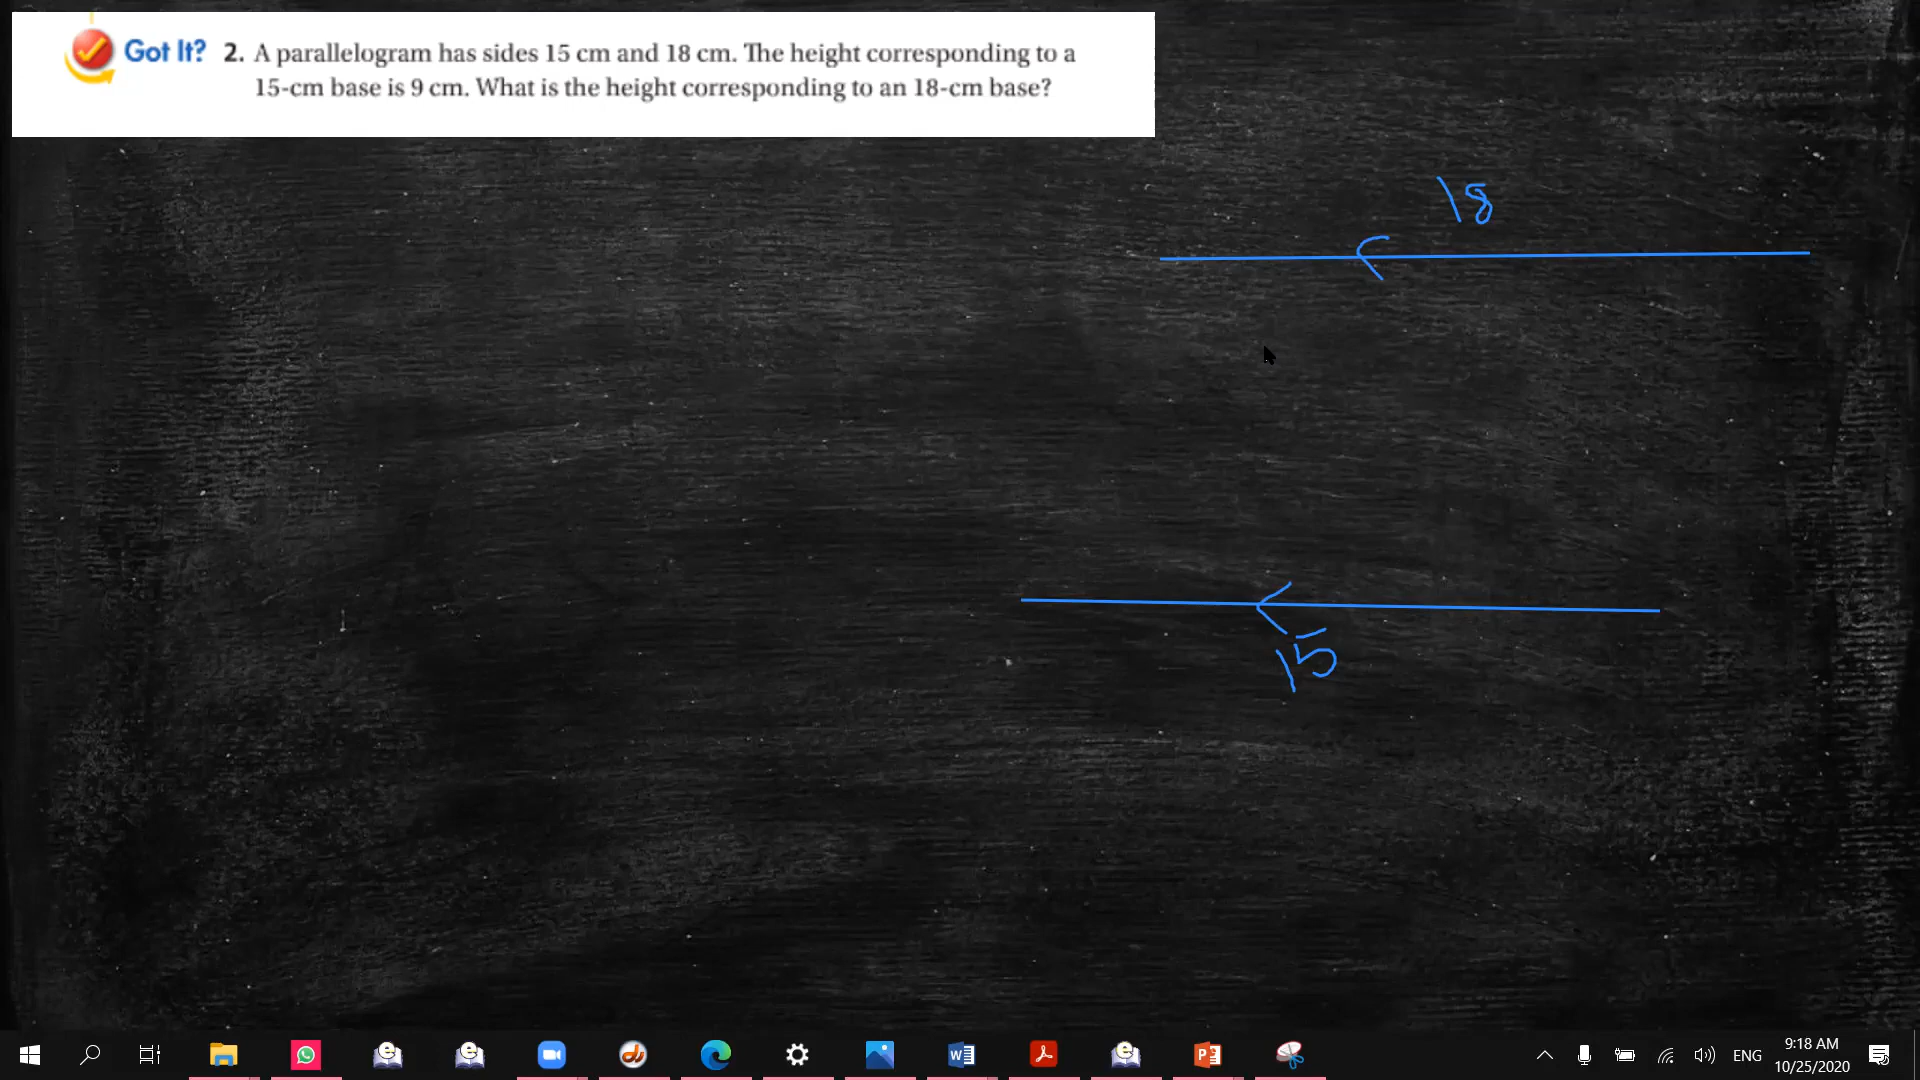 Got It? 2. A parallelogram has sides 15 cm and 18 cm. The height corresponding to a
15-cm base is 9 cm. What is the height corresponding to an 18-cm base?
18
15
ENG
9:18 AM
10/25/2020